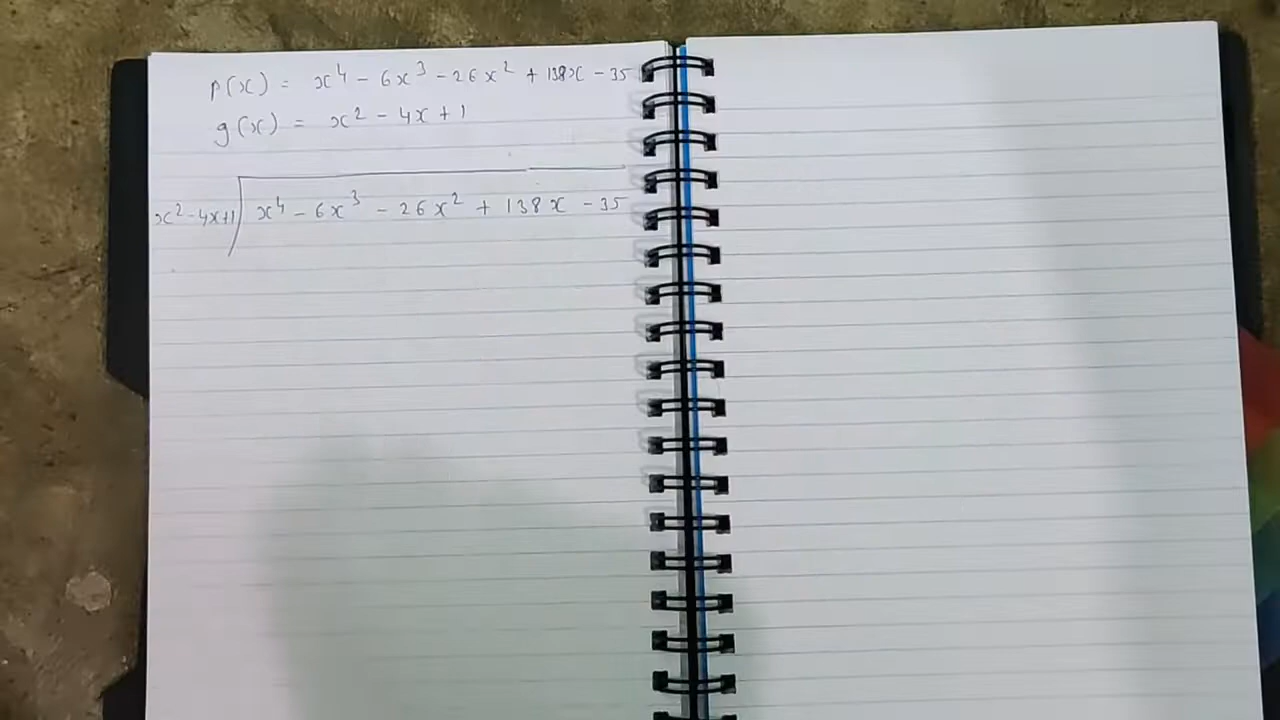 p(x) = x⁴ - 6x³ - 26x² + 138x - 35
g(x) = x² - 4x + 1
x² - 4x + 1 ) x⁴ - 6x³ - 26x² + 138x - 35